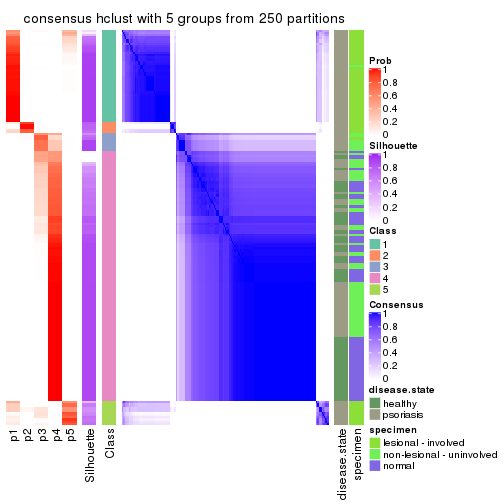 consensus hclust with 5 groups from 250 partitions
p1
p2
p3
p4
p5
Silhouette
Class
disease.state
specimen
Prob
1
0.8
0.6
0.4
0.2
0
Silhouette
1
0.8
0.6
0.4
0.2
0
Class
1
2
3
4
5
Consensus
1
0.8
0.6
0.4
0.2
0
disease.state
healthy
psoriasis
specimen
lesional - involved
non-lesional - uninvolved
normal